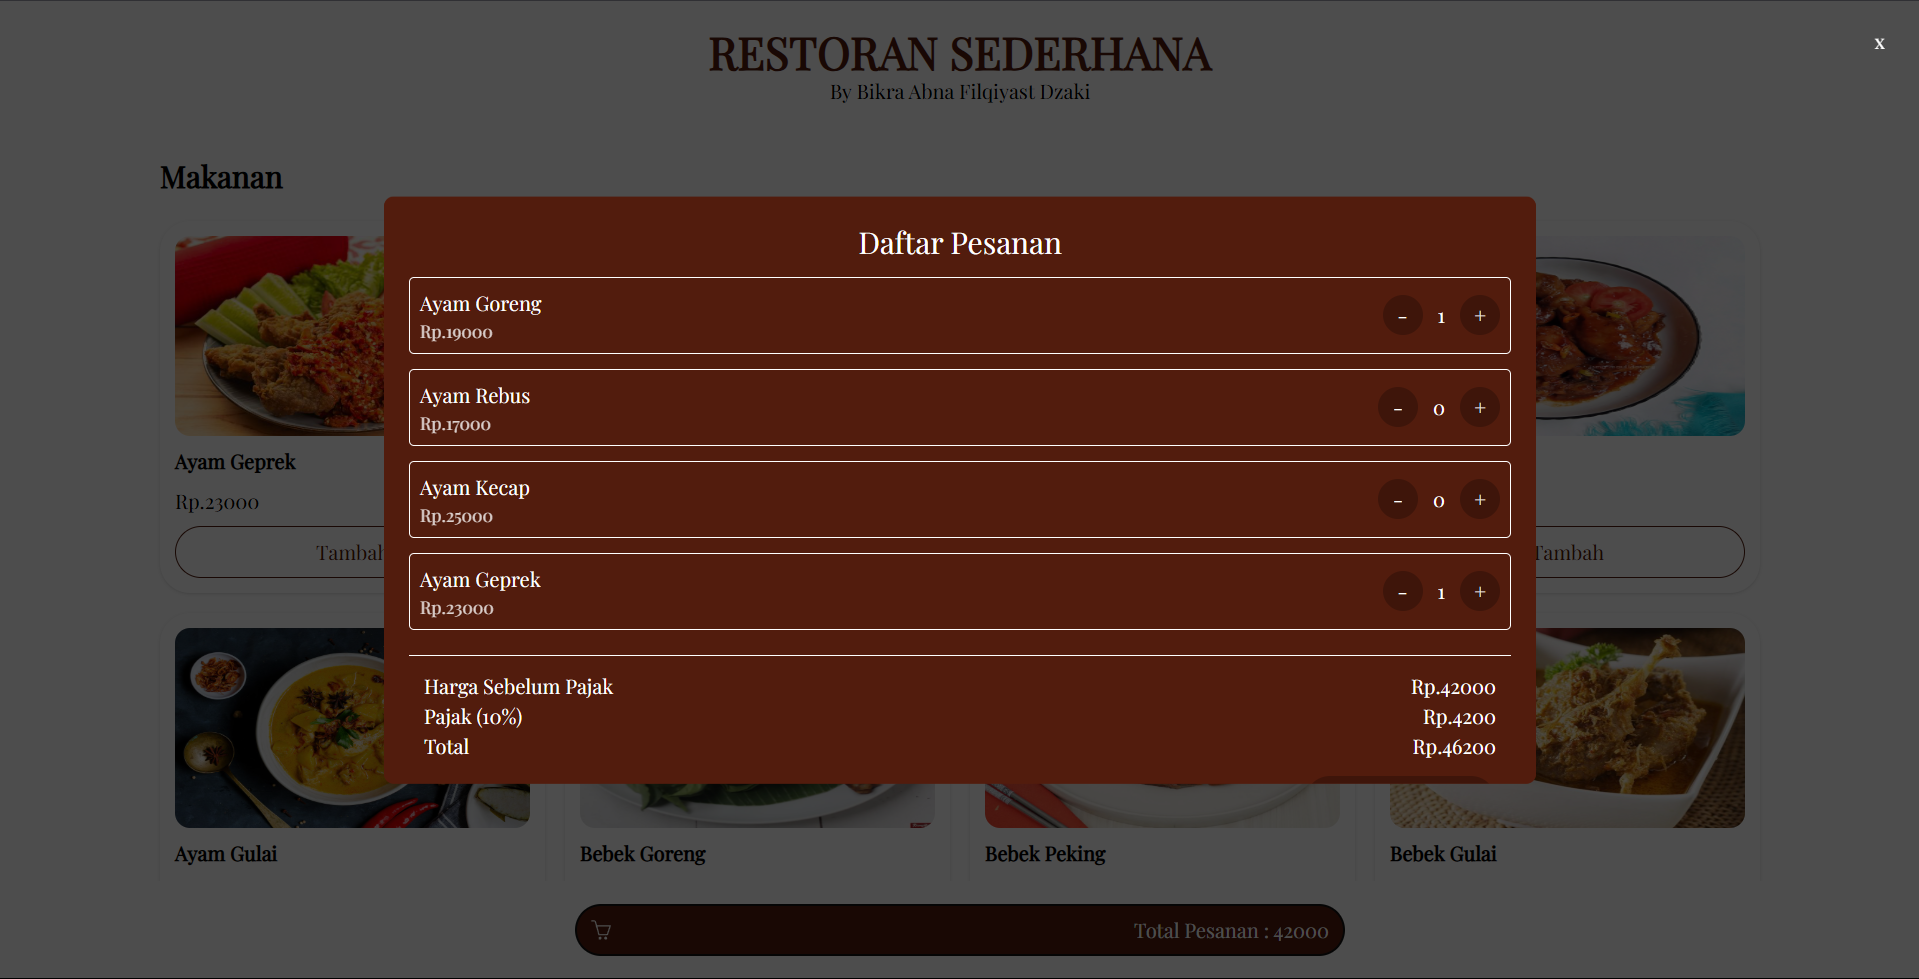 RESTORAN SEDERHANA
By Bikra Abna Filqiyast Dzaki
x
Makanan
Daftar Pesanan
Ayam Goreng
Rp.19000
- 1 +
Ayam Rebus
Rp.17000
- 0 +
Ayam Kecap
Rp.25000
- 0 +
Ayam Geprek
Rp.23000
- 1 +
Harga Sebelum Pajak Rp.42000
Pajak (10%) Rp.4200
Total Rp.46200
Ayam Geprek
Rp.23000
Tambah
Tambah
Ayam Gulai
Bebek Goreng
Bebek Peking
Bebek Gulai
Total Pesanan : 42000